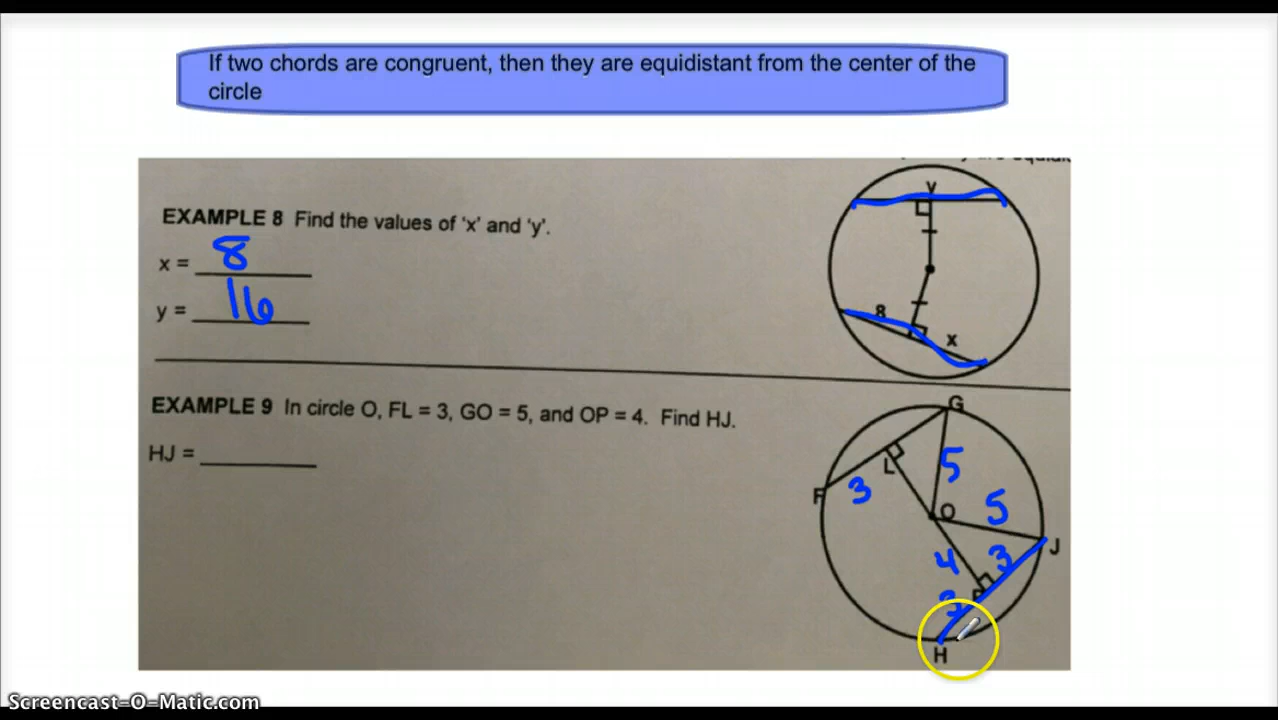 If two chords are congruent, then they are equidistant from the center of the
circle
EXAMPLE 8 Find the values of 'x' and 'y'.
x = 8
y = 16
y
8
x
EXAMPLE 9 In circle O, FL = 3, GO = 5, and OP = 4. Find HJ.
HJ =
G
L
5
F
3
O
5
J
4
3
3
H
Screencast-O-Matic.com